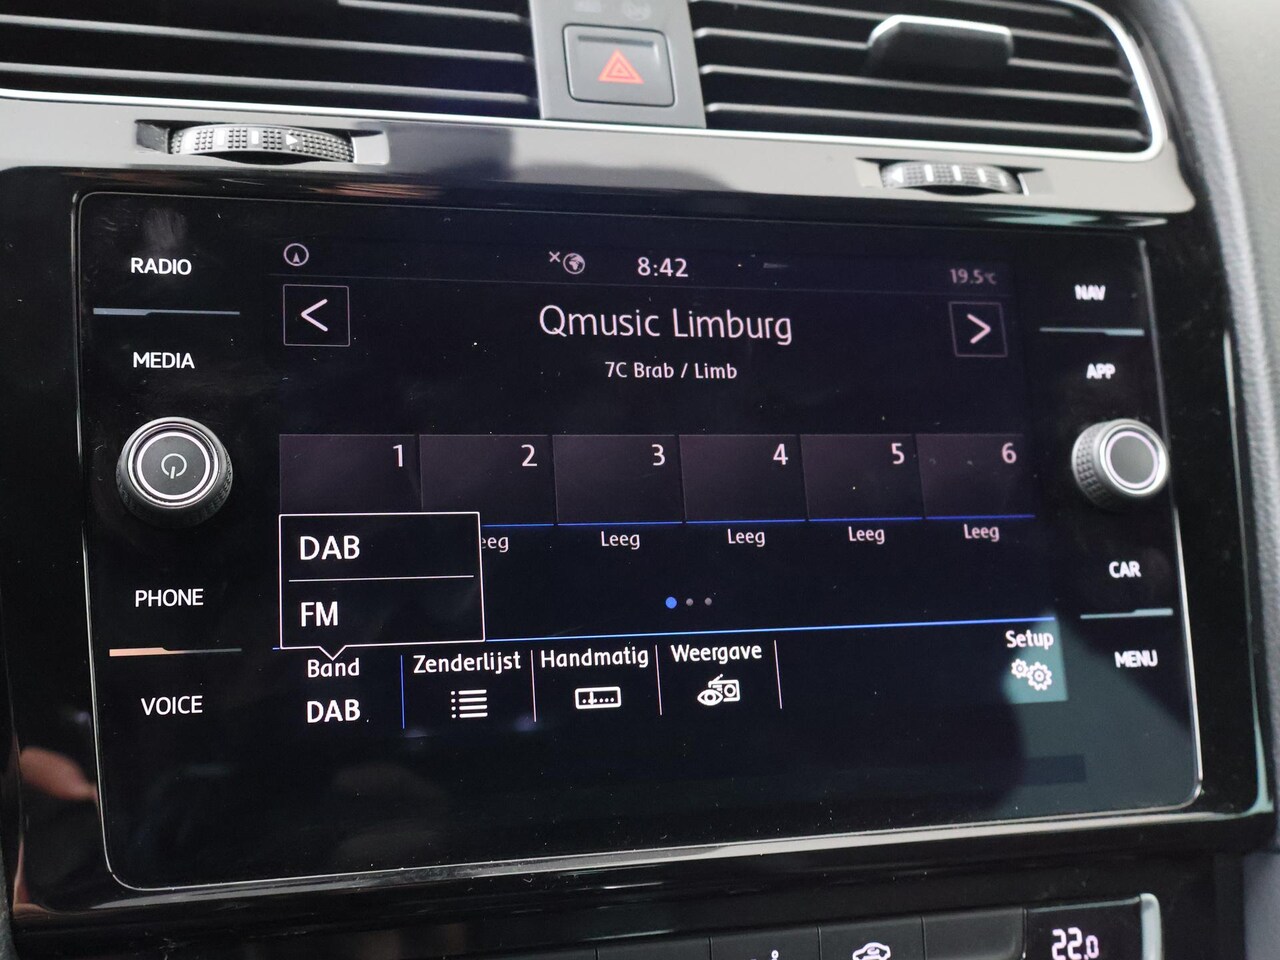 RADIO
MEDIA
PHONE
VOICE
8:42
19.5°C
Qmusic Limburg
7C Brab / Limb
1
2
3
4
5
6
Leeg
Leeg
Leeg
Leeg
DAB
FM
Band
DAB
Zenderlijst
Handmatig
Weergave
Setup
NAV
APP
CAR
MENU
22.0